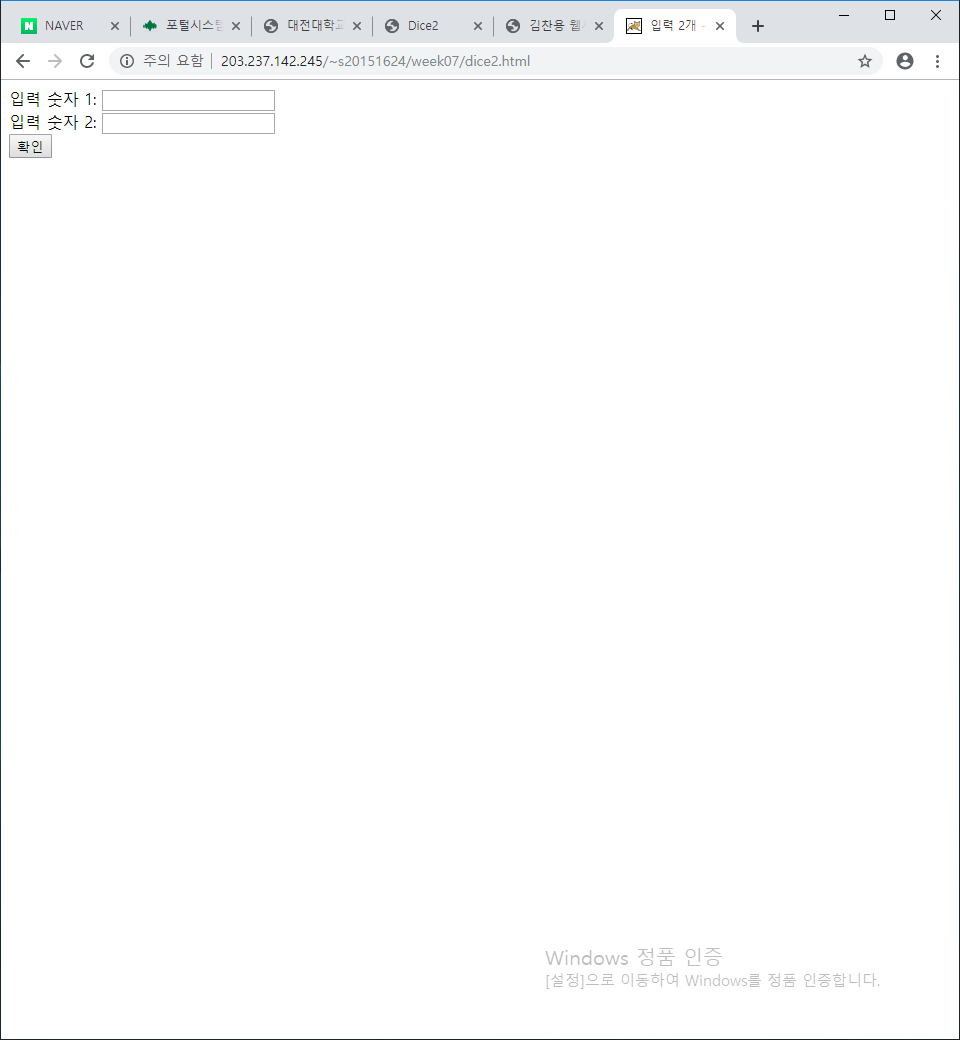 NAVER
포털시스템
대전대학교
Dice2
김찬용 웹
입력 2개 -
주의 요함 | 203.237.142.245/~s20151624/week07/dice2.html
입력 숫자 1:
입력 숫자 2:
확인
Windows 정품 인증
[설정]으로 이동하여 Windows를 정품 인증합니다.